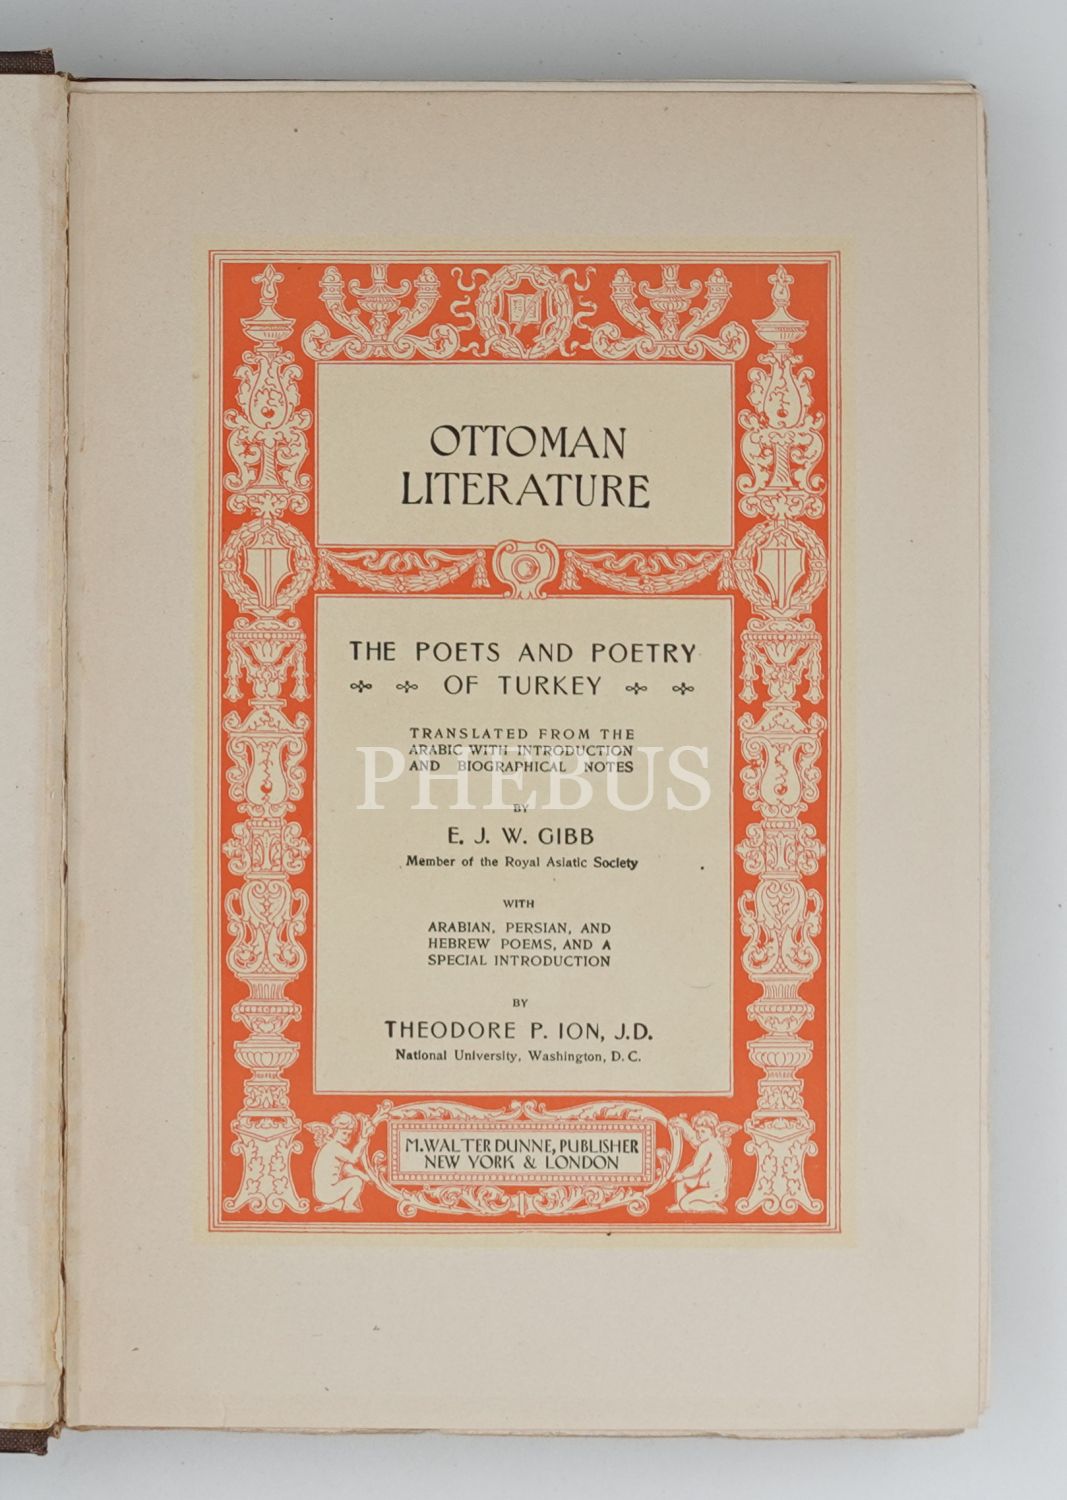 OTTOMAN
LITERATURE
THE POETS AND POETRY
OF TURKEY
TRANSLATED FROM THE
ARABIC WITH INTRODUCTION
AND BIOGRAPHICAL NOTES
PHEBUS
BY
E. J. W. GIBB
Member of the Royal Asiatic Society
WITH
ARABIAN, PERSIAN, AND
HEBREW POEMS, AND A
SPECIAL INTRODUCTION
BY
THEODORE P. ION, J.D.
National University, Washington, D. C.
M. WALTER DUNNE, PUBLISHER
NEW YORK & LONDON